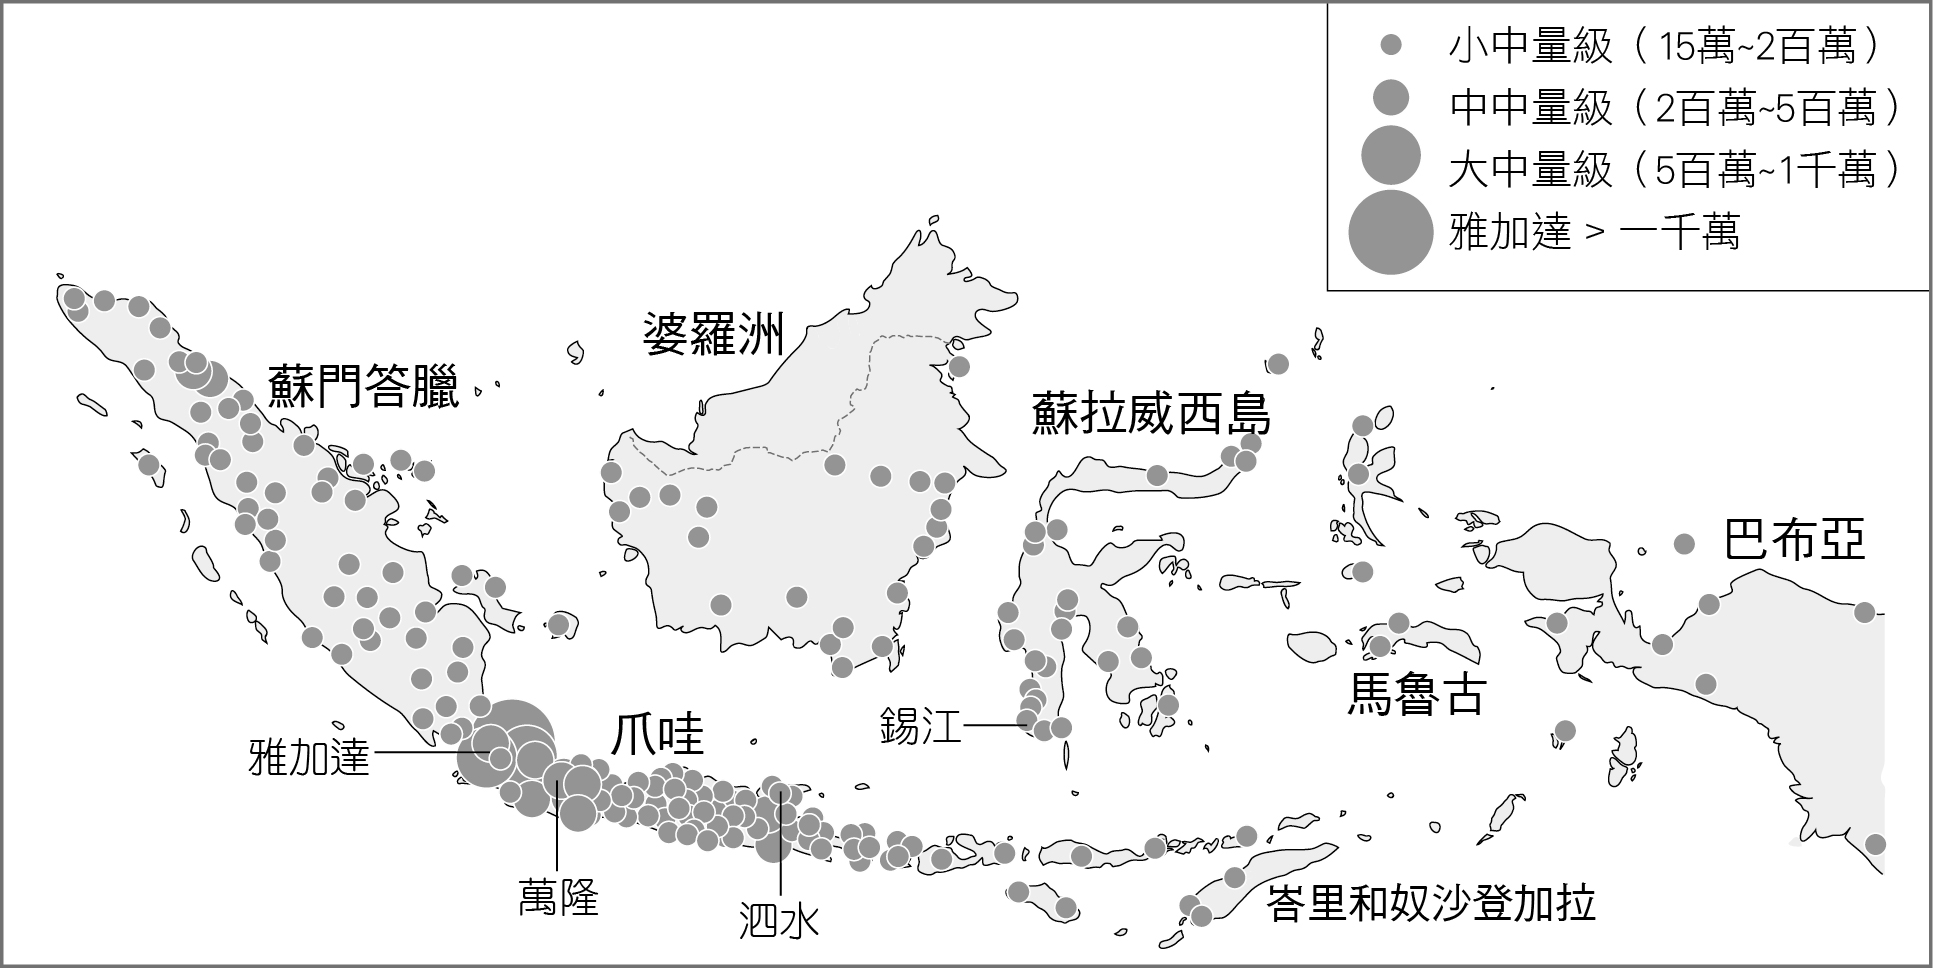 小中量級（15萬~2百萬）
中中量級（2百萬~5百萬）
大中量級（5百萬~1千萬）
雅加達 > 一千萬
婆羅洲
蘇門答臘
蘇拉威西島
巴布亞
馬魯古
錫江
爪哇
雅加達
萬隆
泗水
峇里和奴沙登加拉